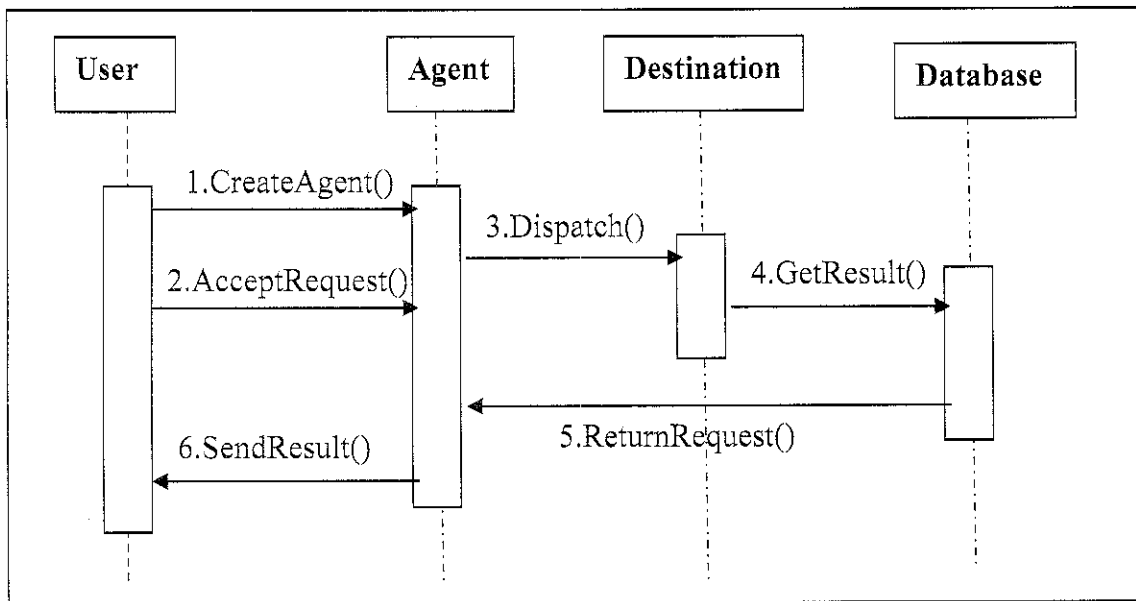 User
Agent
Destination
Database
1.CreateAgent()
3.Dispatch()
2.AcceptRequest()
4.GetResult()
5.ReturnRequest()
6.SendResult()